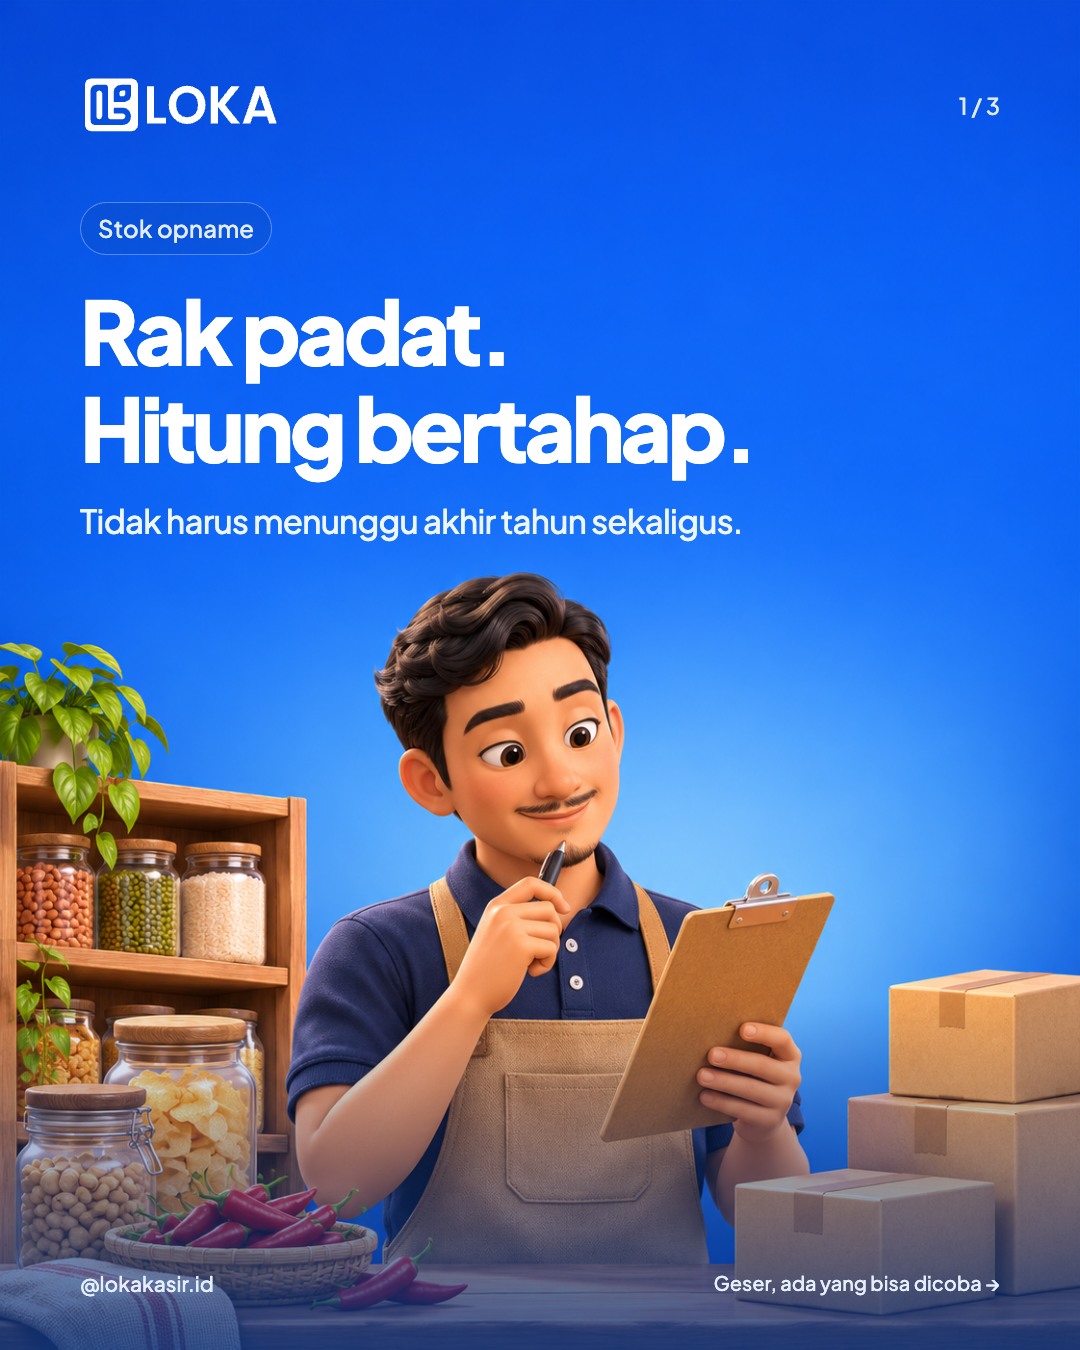 LOKA
1 / 3
Stok opname
Rak padat.
Hitung bertahap.
Tidak harus menunggu akhir tahun sekaligus.
@lokakasir.id
Geser, ada yang bisa dicoba →